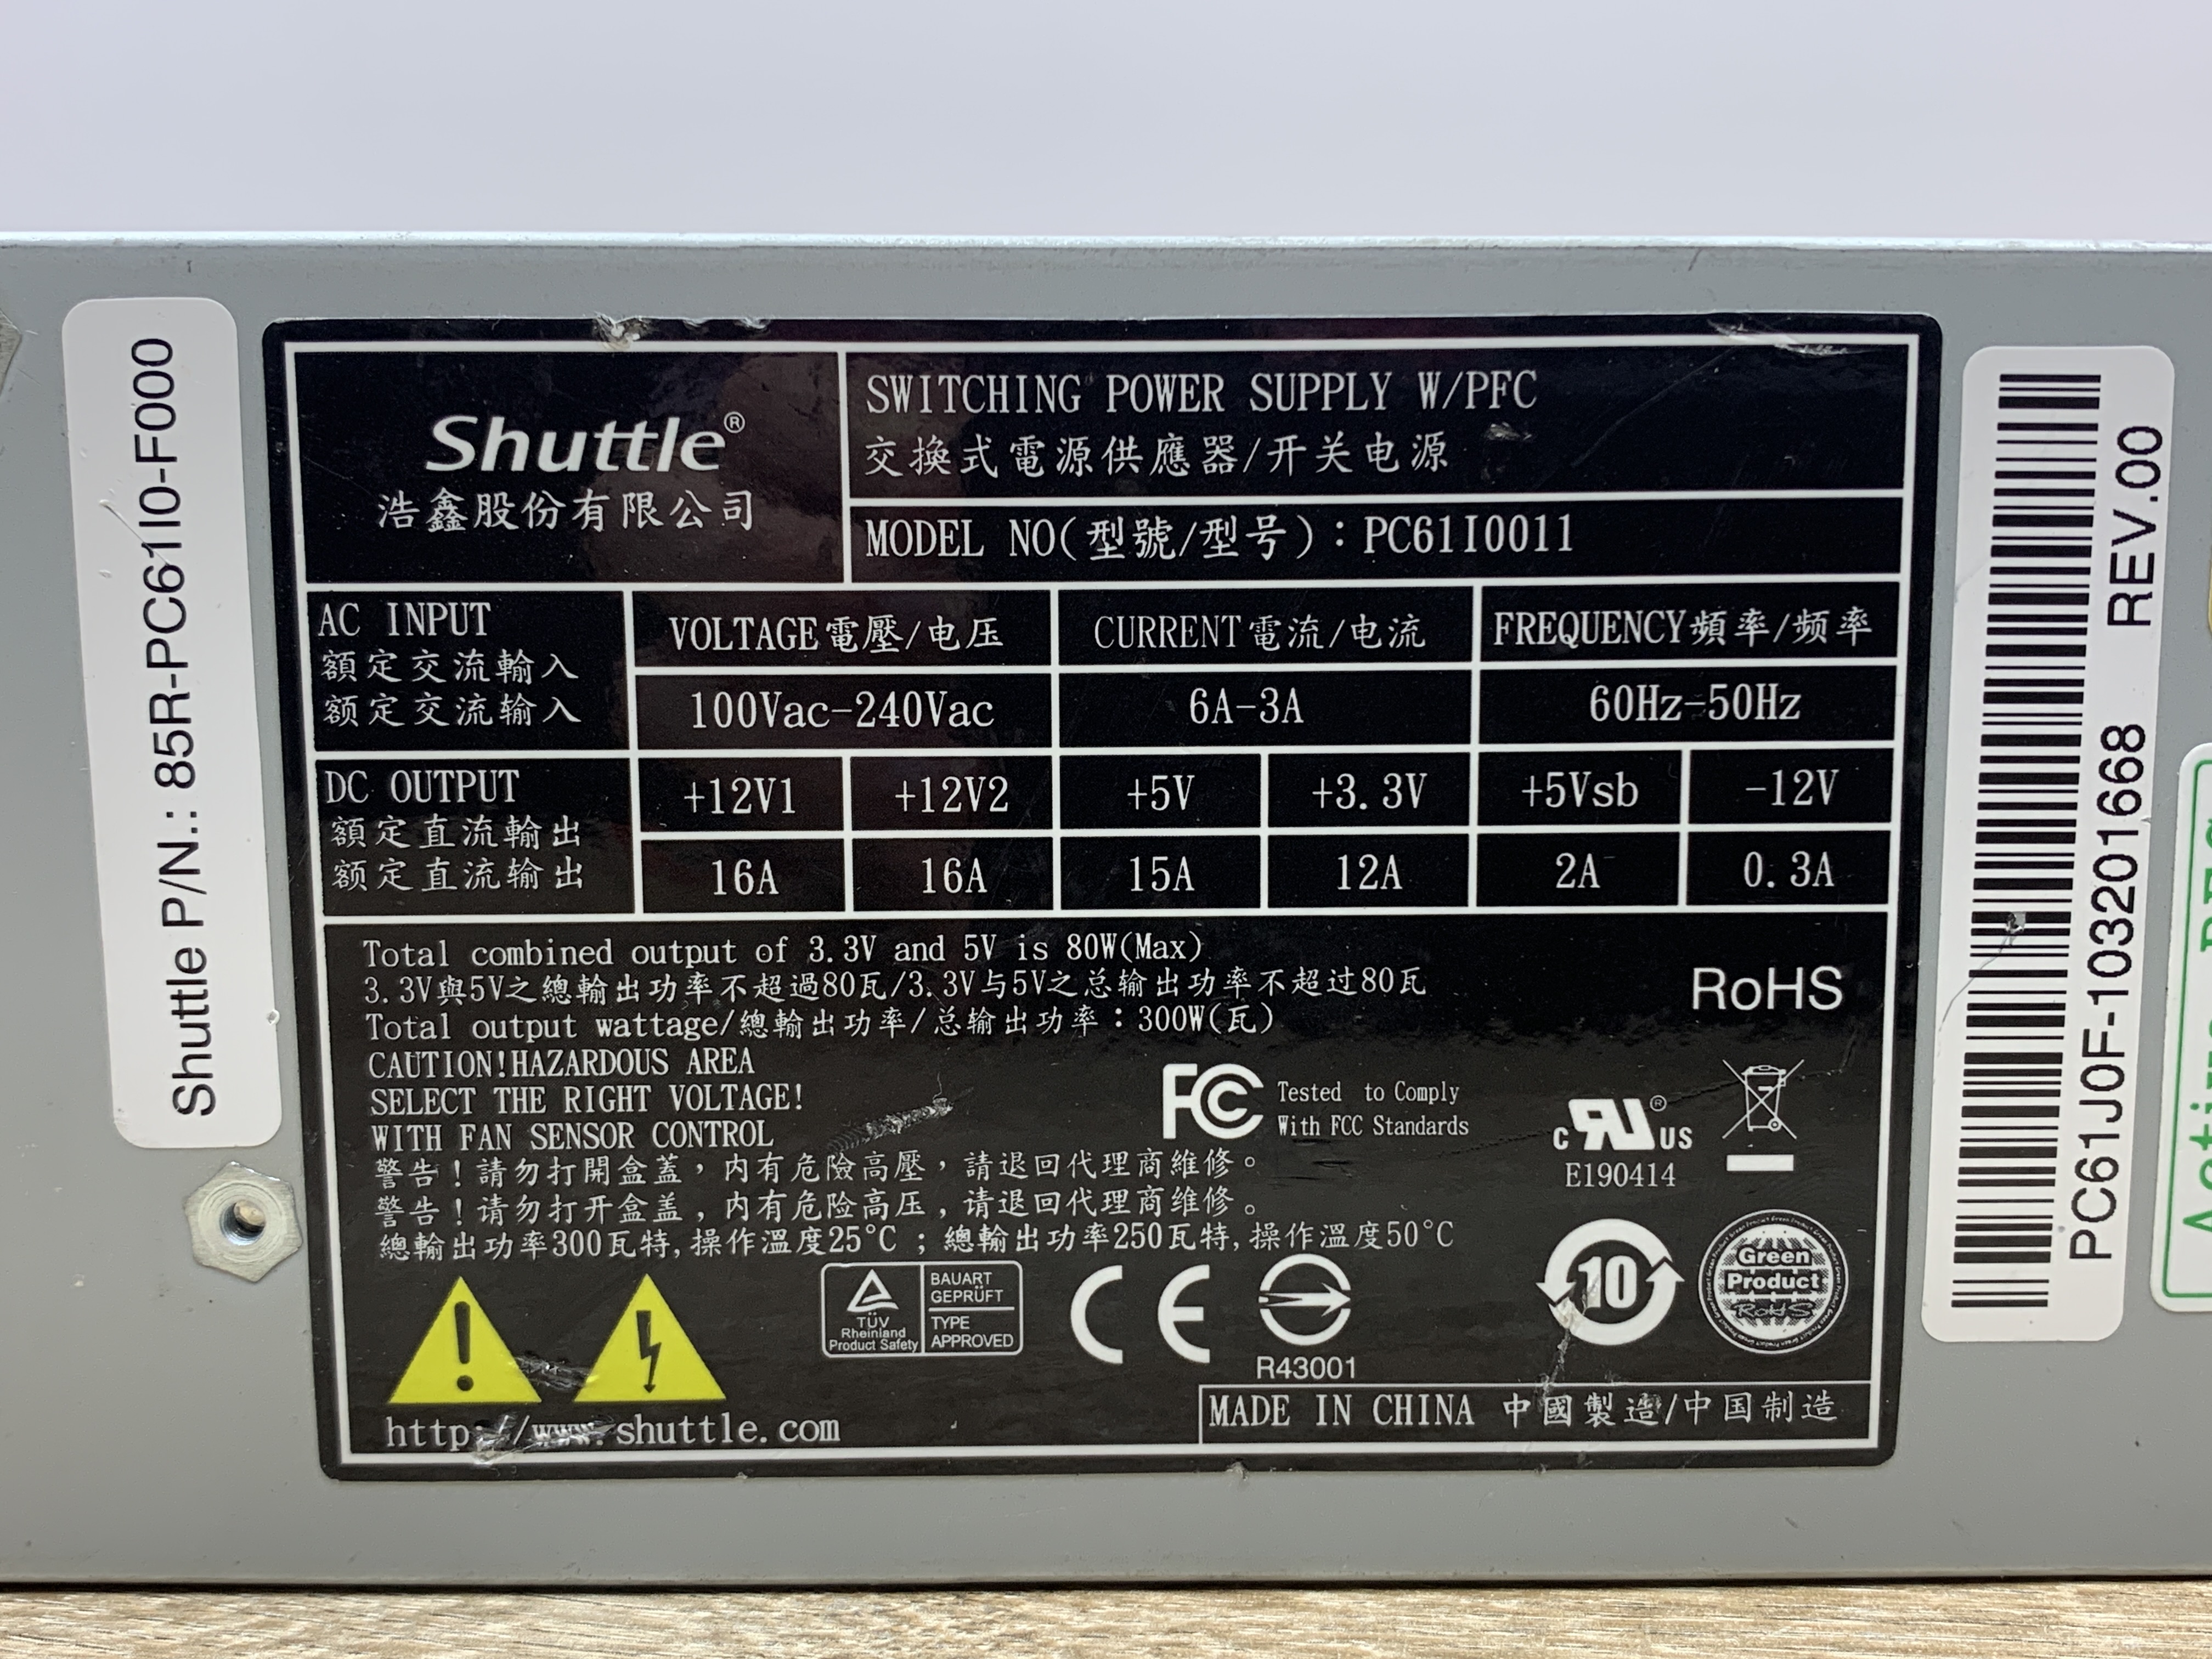 Shuttle P/N.: 85R-PC61I0-F000
Shuttle®
浩鑫股份有限公司
SWITCHING POWER SUPPLY W/PFC
交換式電源供應器/开关电源
MODEL NO(型號/型号)：PC61I0011
AC INPUT
額定交流輸入
额定交流输入
VOLTAGE電壓/电压
CURRENT電流/电流
FREQUENCY頻率/频率
100Vac-240Vac
6A-3A
60Hz-50Hz
DC OUTPUT
額定直流輸出
额定直流输出
+12V1
+12V2
+5V
+3.3V
+5Vsb
-12V
16A
16A
15A
12A
2A
0.3A
Total combined output of 3.3V and 5V is 80W(Max)
3.3V與5V之總輸出功率不超過80瓦/3.3V与5V之总输出功率不超过80瓦
Total output wattage/總輸出功率/总输出功率：300W(瓦)
RoHS
CAUTION!HAZARDOUS AREA
SELECT THE RIGHT VOLTAGE!
WITH FAN SENSOR CONTROL
警告！請勿打開盒蓋，內有危險高壓，請退回代理商維修。
警告！请勿打开盒盖，内有危险高压，请退回代理商维修。
總輸出功率300瓦特,操作溫度25°C；總輸出功率250瓦特,操作溫度50°C
FC Tested to Comply
With FCC Standards
c RU® US
E190414
TÜV
Rheinland
Product Safety
BAUART
GEPRÜFT
TYPE
APPROVED
CE
R43001
10
Green
Product
RoHS
http://www.shuttle.com
MADE IN CHINA 中國製造/中国制造
PC61J0F-103201668 REV.00